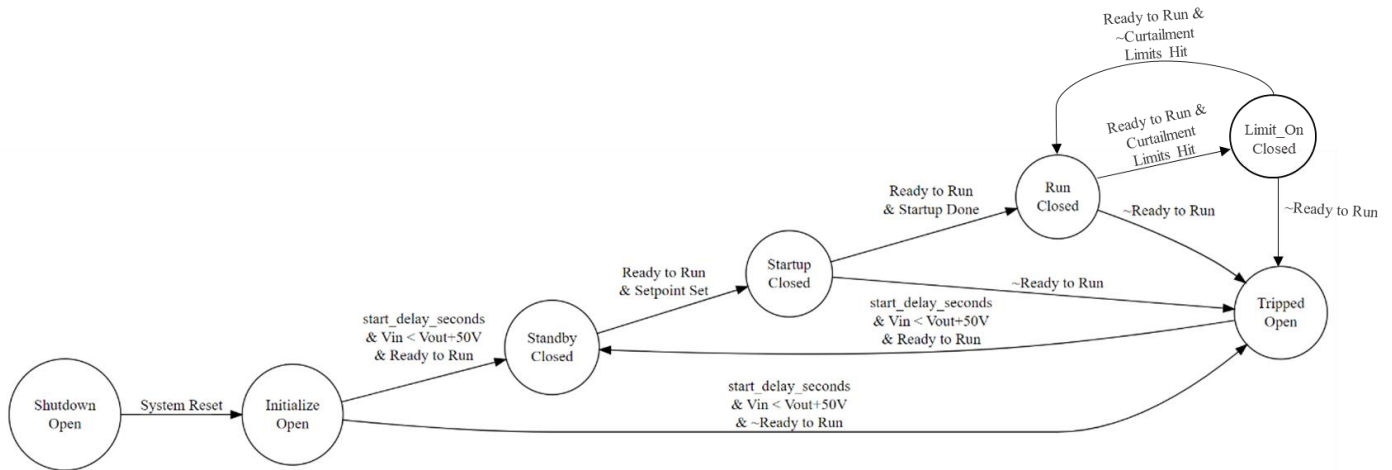 Ready to Run &
~Curtailment
Limits Hit
Ready to Run &
Curtailment
Limits Hit
Limit_On
Closed
Ready to Run
& Startup Done
Run
Closed
~Ready to Run
~Ready to Run
Ready to Run
& Setpoint Set
Startup
Closed
~Ready to Run
Tripped
Open
start_delay_seconds
& Vin < Vout+50V
& Ready to Run
start_delay_seconds
& Vin < Vout+50V
& Ready to Run
Standby
Closed
start_delay_seconds
& Vin < Vout+50V
& ~Ready to Run
Shutdown
Open
System Reset
Initialize
Open